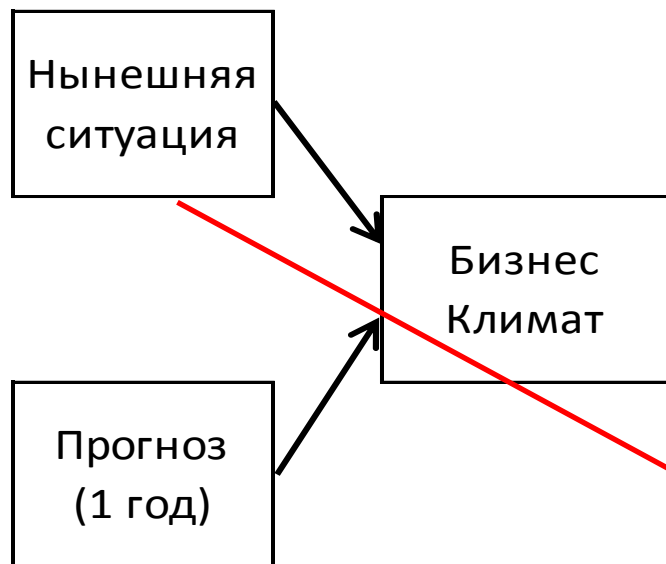 Нынешняя
ситуация
Бизнес
Климат
Прогноз
(1 год)